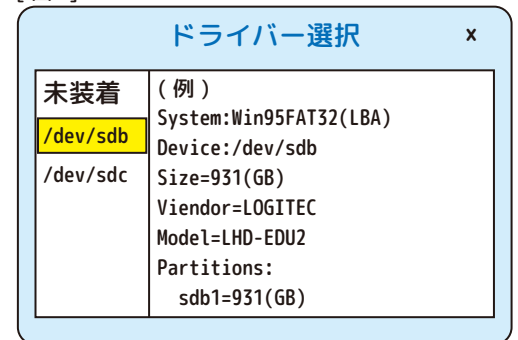 ドライバー選択
x
未装着
/dev/sdb
/dev/sdc
(例)
System:Win95FAT32(LBA)
Device:/dev/sdb
Size=931(GB)
Viendor=LOGITEC
Model=LHD-EDU2
Partitions:
sdb1=931(GB)